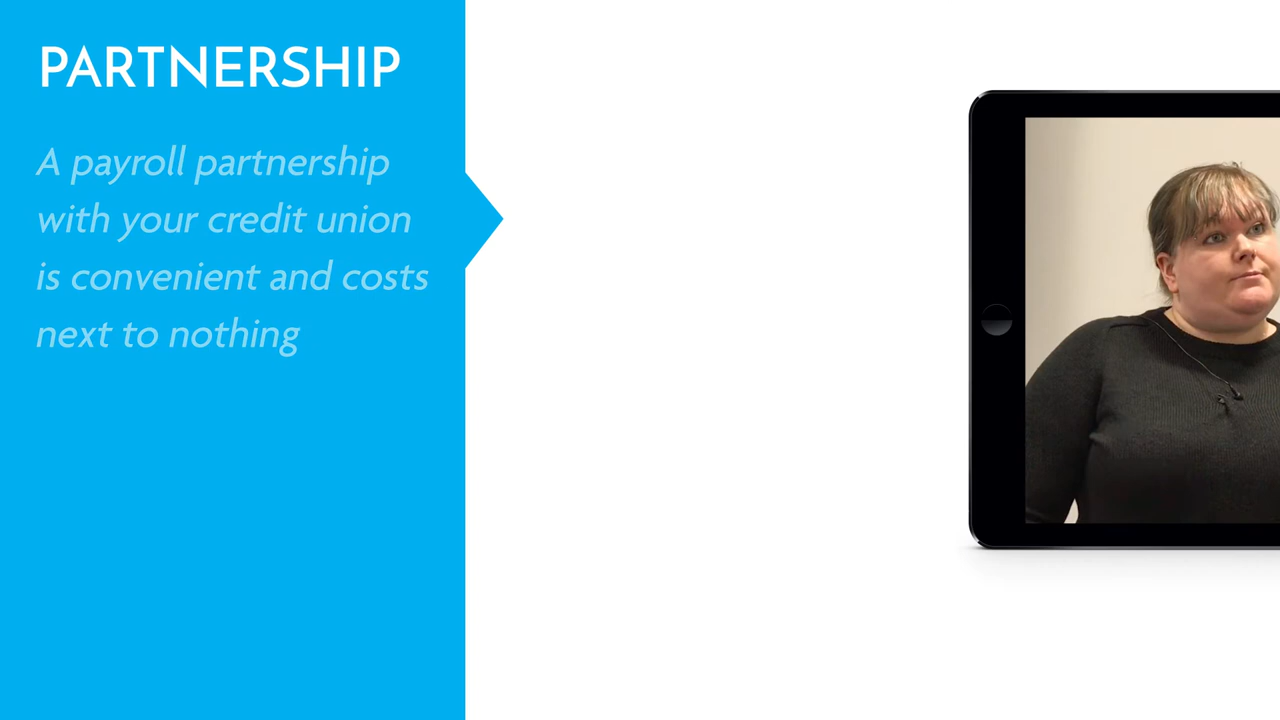 PARTNERSHIP
A payroll partnership
with your credit union
is convenient and costs
next to nothing